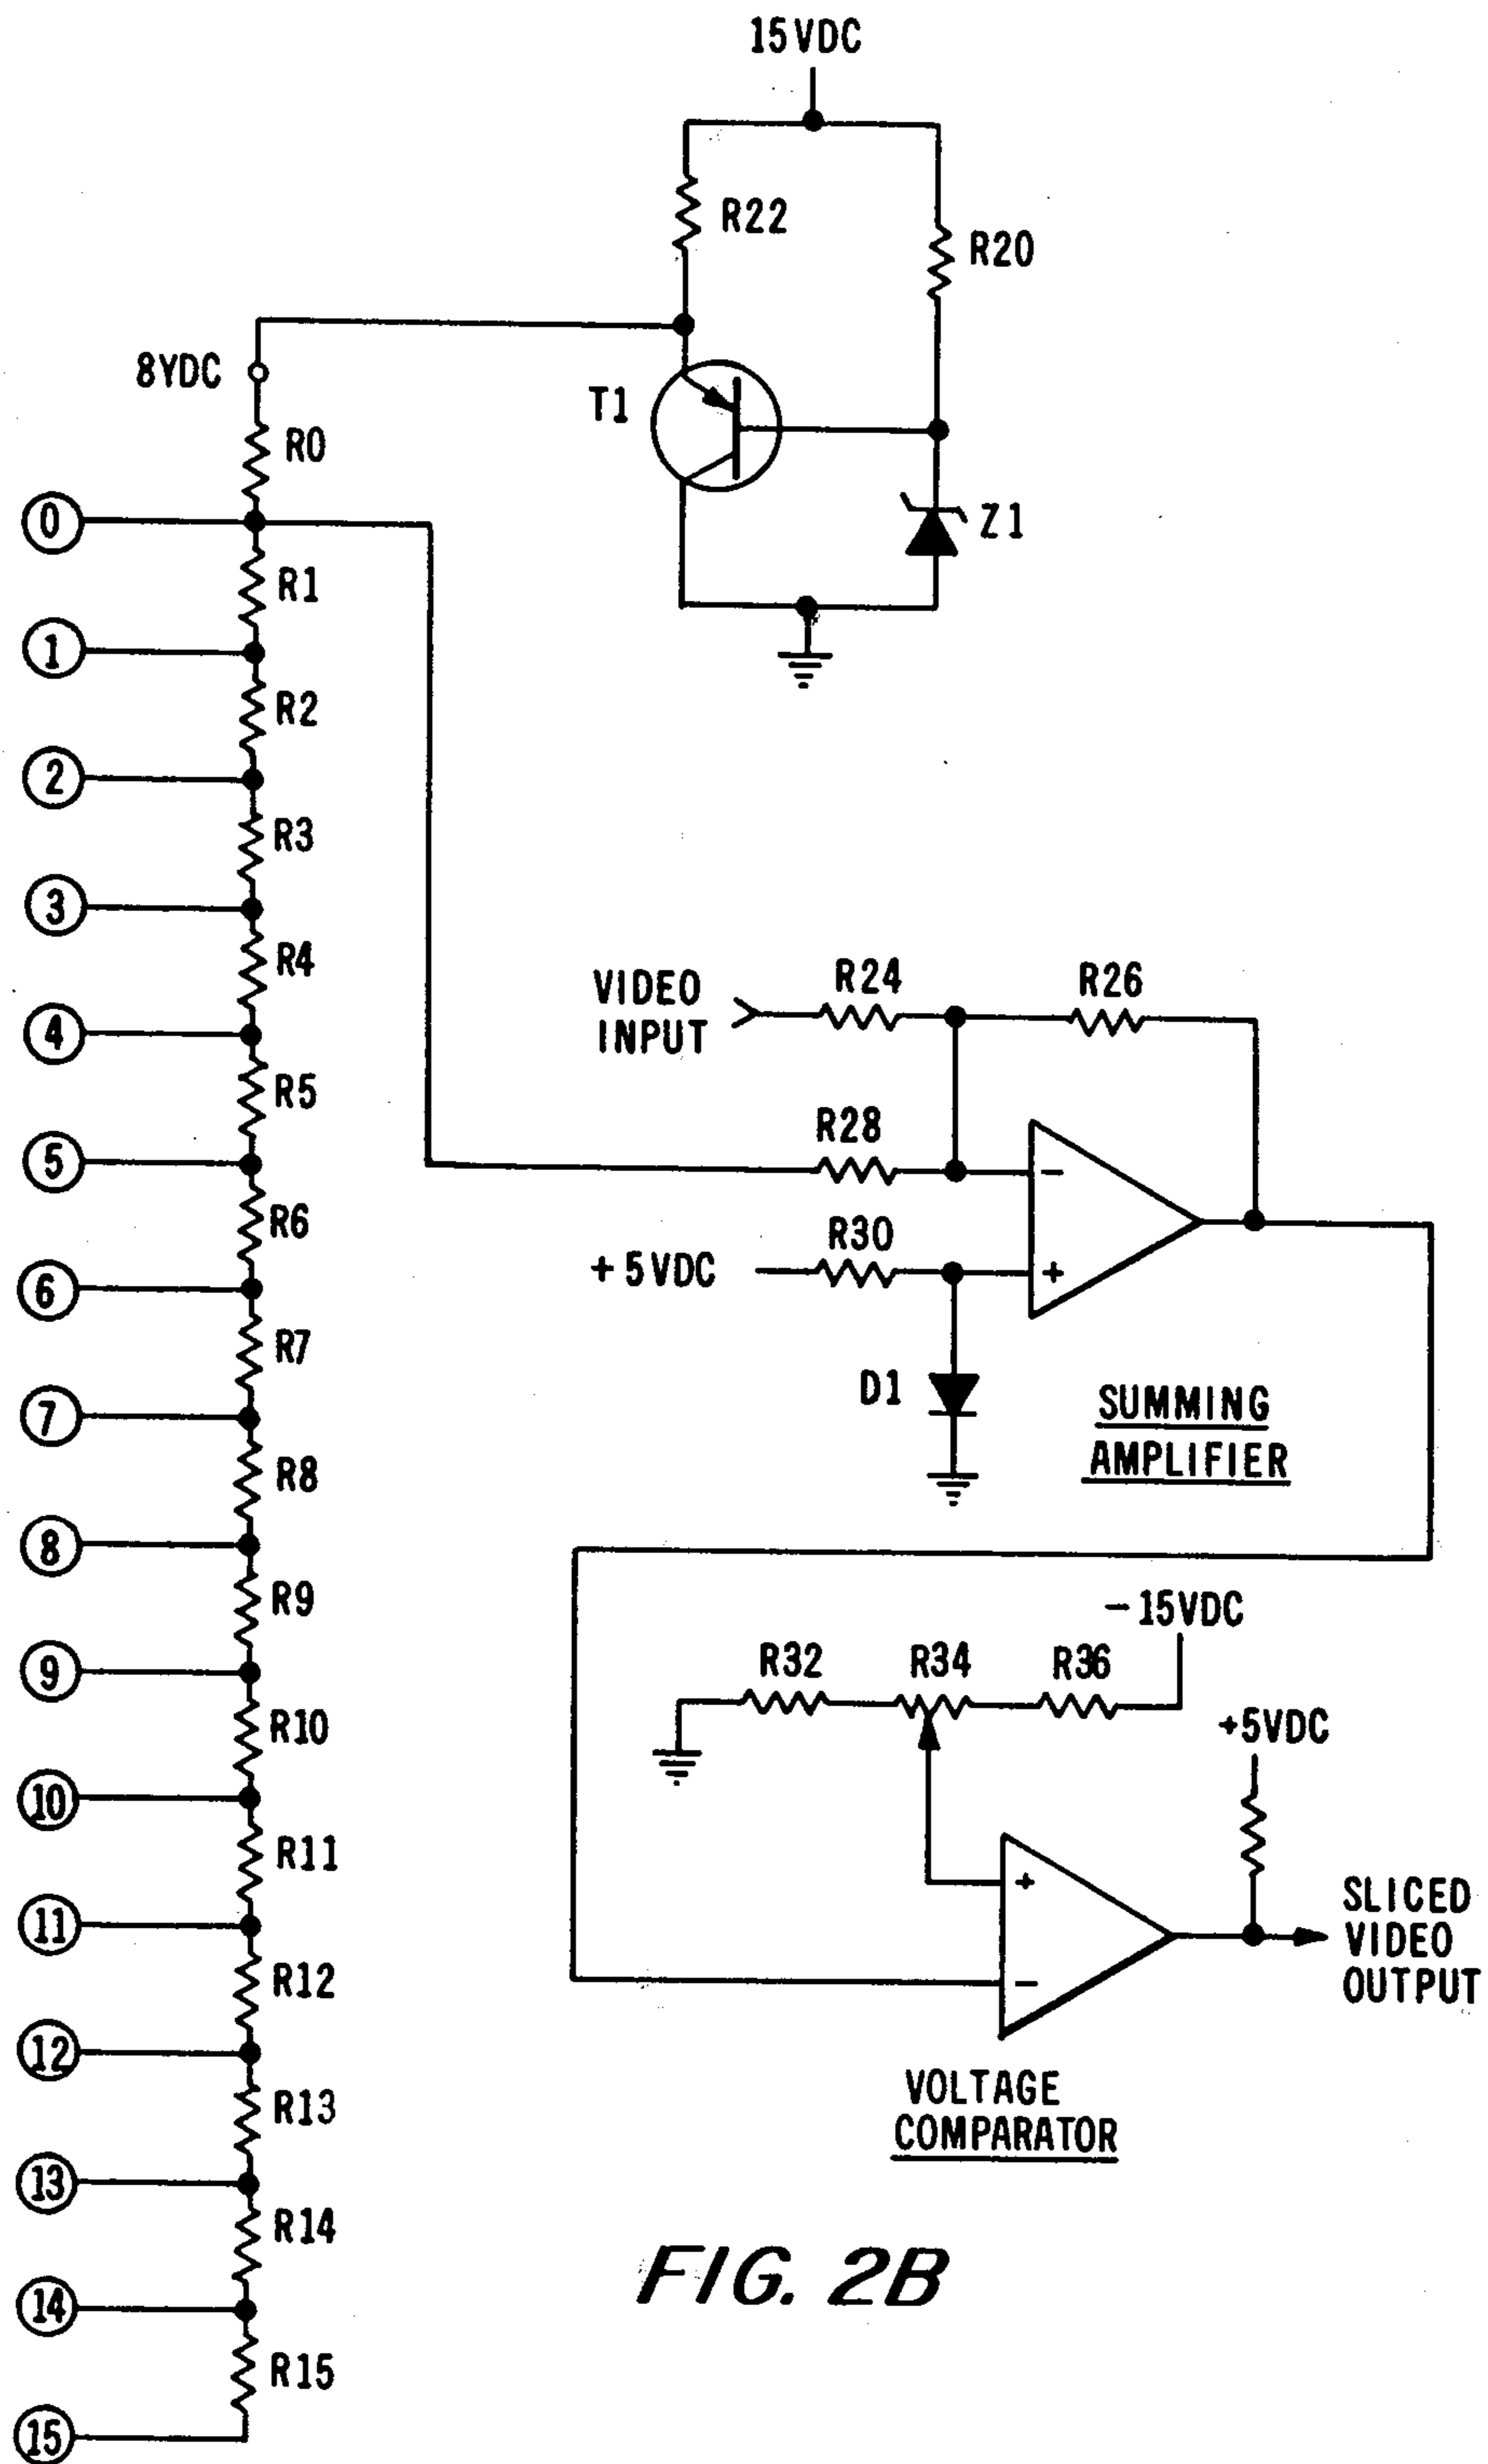 15VDC
R22
R20
8YDC
T1
R0
0
Z1
R1
1
R2
2
R3
3
R4
VIDEO
INPUT
R24
R26
4
R5
R28
5
R6
R30
+5VDC
-
+
6
R7
D1
SUMMING
AMPLIFIER
7
R8
8
R9
-15VDC
R32
R34
R36
9
R10
+5VDC
10
R11
+
-
SLICED
VIDEO
OUTPUT
11
R12
12
VOLTAGE
COMPARATOR
R13
13
R14
FIG. 2B
14
R15
15